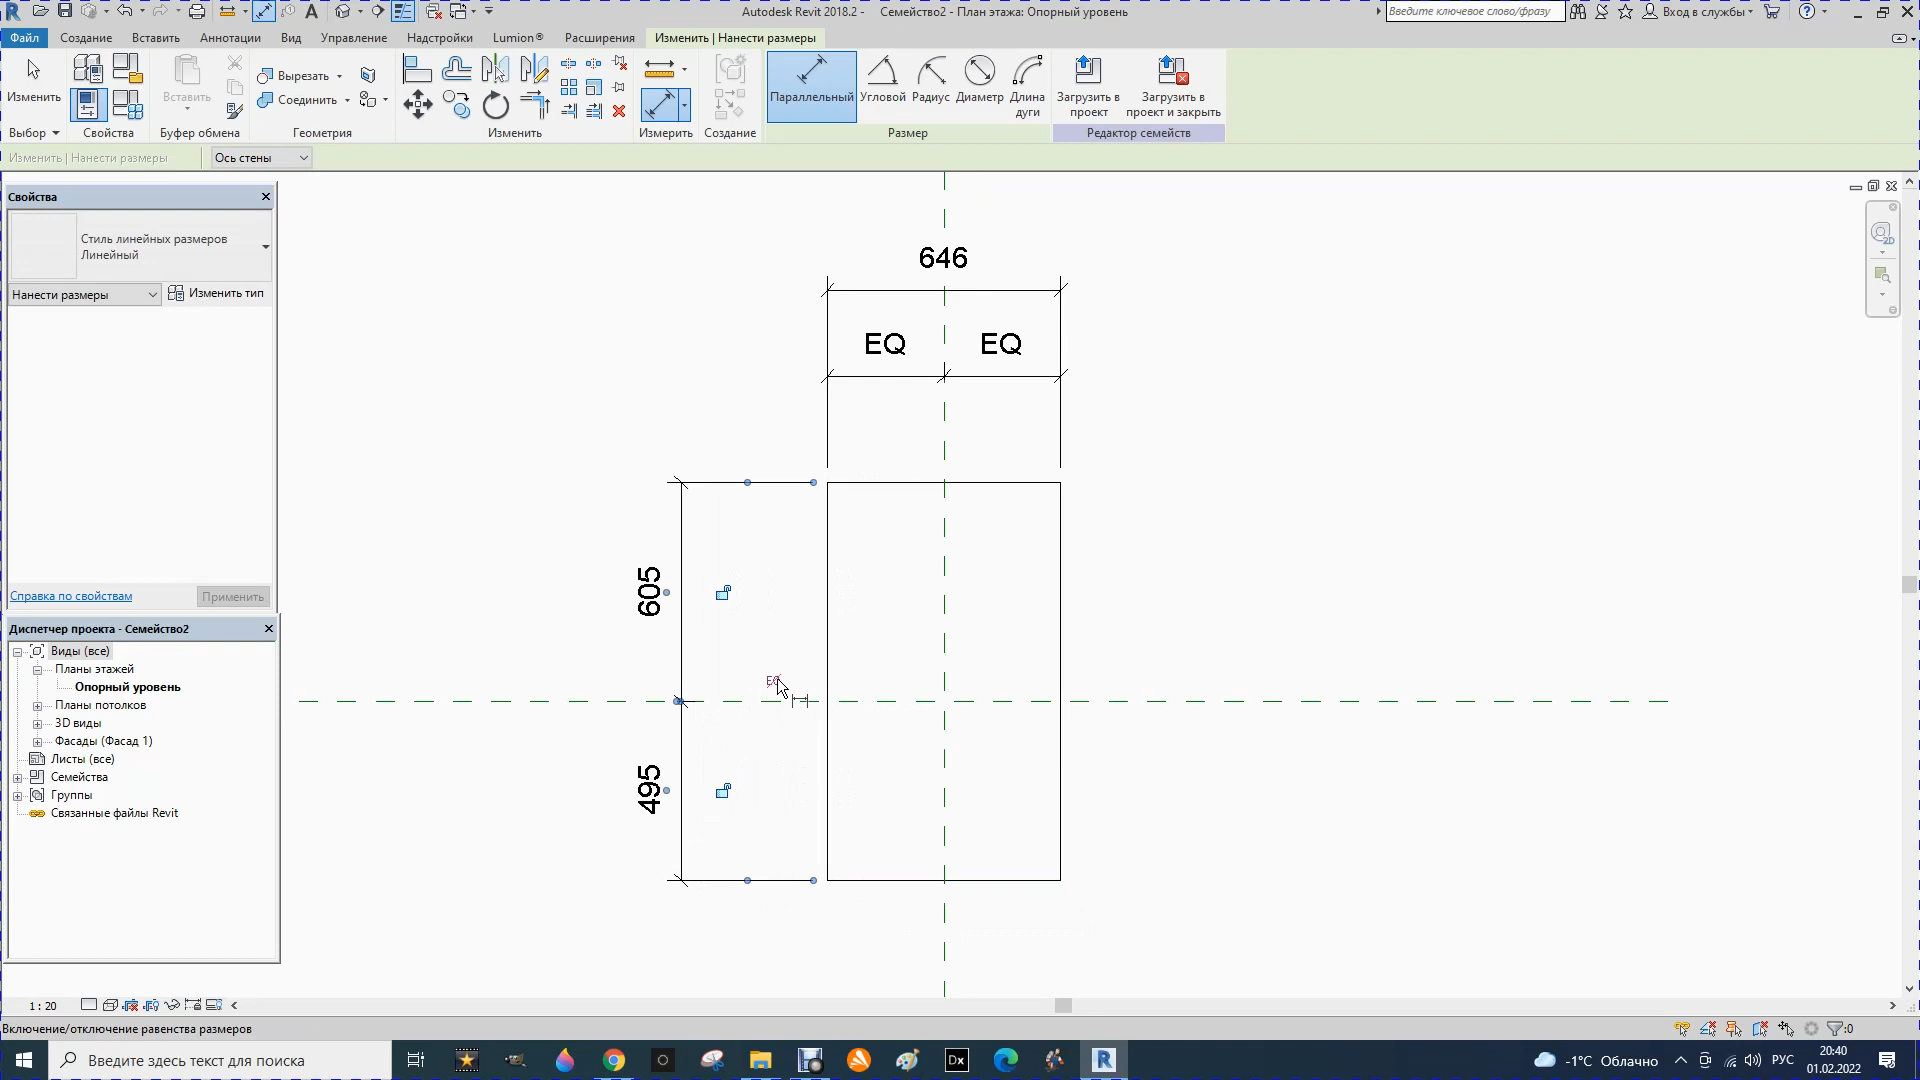 Autodesk Revit 2018.2 - Семейство2 - План этажа: Опорный уровень
Введите ключевое слово/фразу
Вход в службы
Файл Создание Вставить Аннотации Вид Управление Надстройки Lumion® Расширения Изменить | Нанести размеры
Изменить
Вставить
Вырезать
Соединить
Параллельный Угловой Радиус Диаметр Длина дуги
Загрузить в проект
Загрузить в проект и закрыть
Выбор Свойства Буфер обмена Геометрия Изменить Измерить Создание Размер Редактор семейств
Изменить | Нанести размеры Ось стены
Свойства
Стиль линейных размеров
Линейный
Нанести размеры Изменить тип
Справка по свойствам Применить
Диспетчер проекта - Семейство2
Виды (все)
Планы этажей
Опорный уровень
Планы потолков
3D виды
Фасады (Фасад 1)
Листы (все)
Семейства
Группы
Связанные файлы Revit
646
EQ EQ
605
EQ
495
2D
1 : 20
Включение/отключение равенства размеров
:0
Введите здесь текст для поиска
Dx
-1°C Облачно
РУС
20:40
01.02.2022